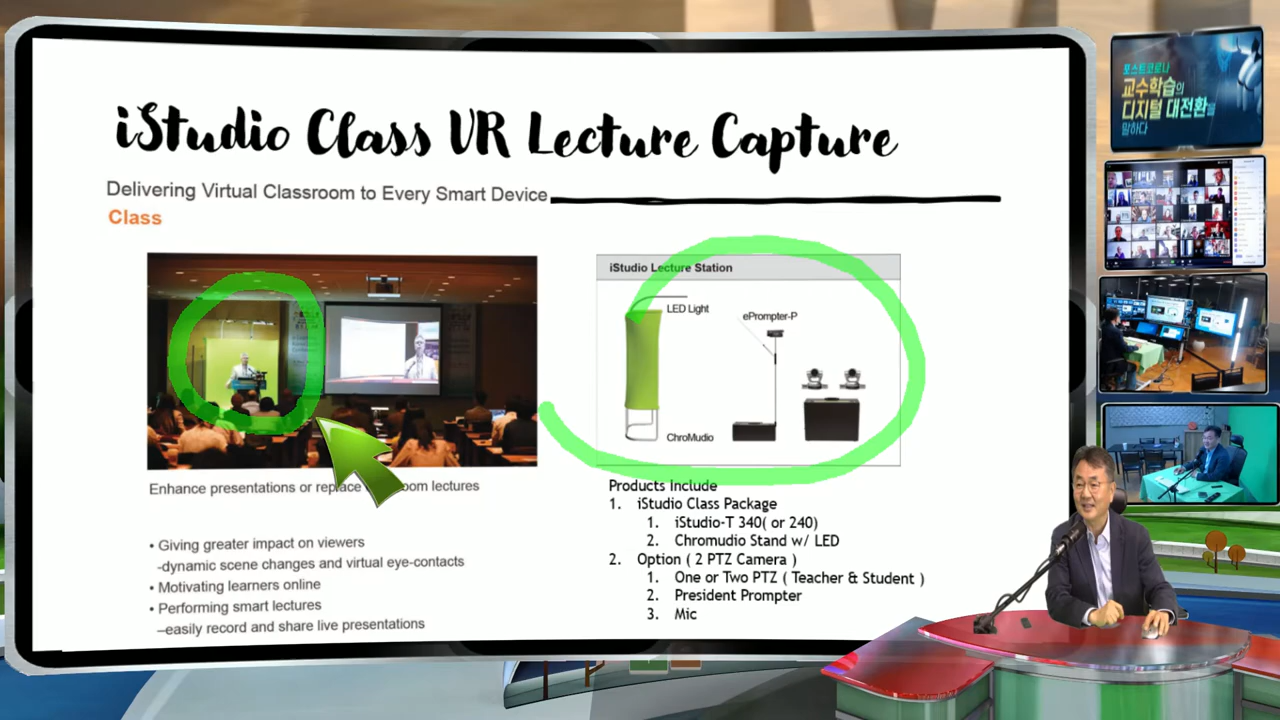 iStudio Class VR Lecture Capture
Delivering Virtual Classroom to Every Smart Device
Class
iStudio Lecture Station
LED Light
ePrompter-P
ChroMudio
Enhance presentations or lectures
• Giving greater impact on viewers
-dynamic scene changes and virtual eye-contacts
• Motivating learners online
• Performing smart lectures
–easily record and share live presentations
Products Include
1. iStudio Class Package
1. iStudio-T 340( or 240)
2. Chromudio Stand w/ LED
2. Option ( 2 PTZ Camera )
1. One or Two PTZ ( Teacher & Student )
2. President Prompter
3. Mic
포스트코로나
교수학습의
디지털 대전환을
말하다